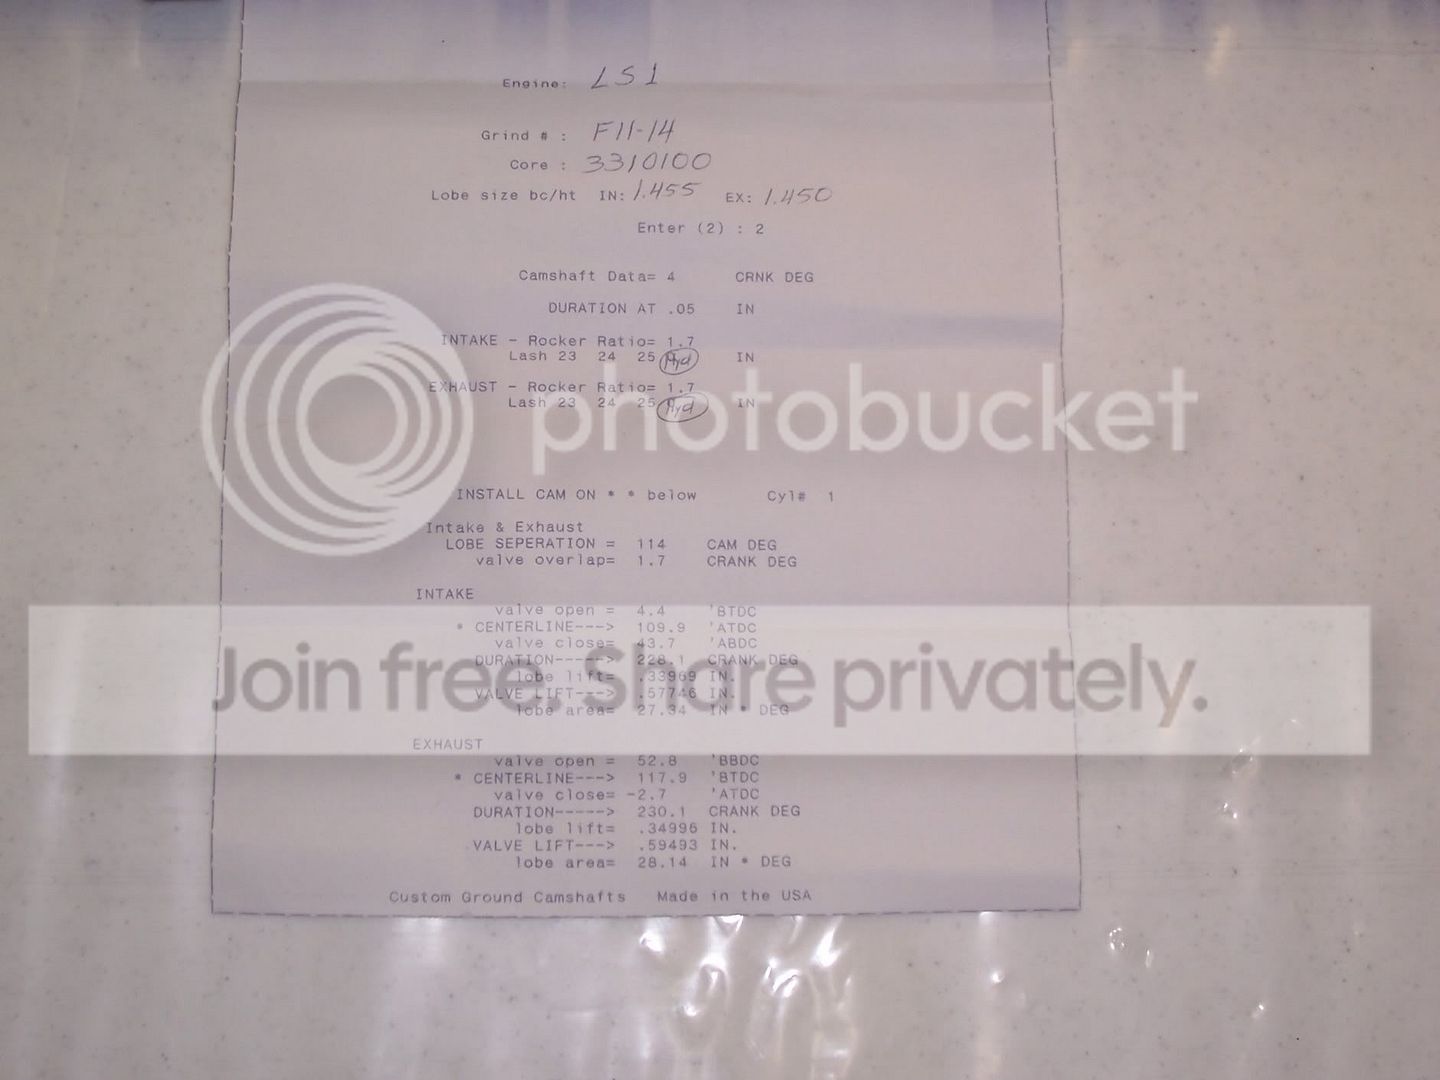 Engine: LS1
Grind # : F11-14
Core : 3310100
Lobe size bc/ht IN: 1.455 EX: 1.450
Enter (2) : 2
Camshaft Data= 4 CRNK DEG
DURATION AT .05 IN
INTAKE - Rocker Ratio= 1.7
Lash 23 24 25 Hyd IN
EXHAUST - Rocker Ratio= 1.7
Lash 23 24 25 Hyd IN
photobucket
INSTALL CAM ON * * below Cyl# 1
Intake & Exhaust
LOBE SEPERATION = 114 CAM DEG
valve overlap= 1.7 CRANK DEG
INTAKE
valve open = 4.4 'BTDC
* CENTERLINE---> 109.9 'ATDC
valve close= 43.7 'ABDC
DURATION-----> 228.1 CRANK DEG
lobe lift= .33969 IN.
VALVE LIFT---> .57746 IN.
lobe area= 27.34 IN * DEG
Join free. Share privately.
EXHAUST
valve open = 52.8 'BBDC
* CENTERLINE---> 117.9 'BTDC
valve close= -2.7 'ATDC
DURATION-----> 230.1 CRANK DEG
lobe lift= .34996 IN.
VALVE LIFT---> .59493 IN.
lobe area= 28.14 IN * DEG
Custom Ground Camshafts Made in the USA